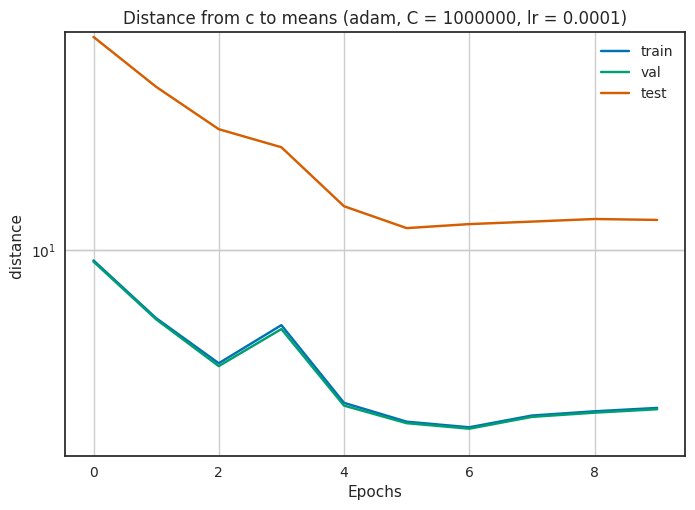 Distance from c to means (adam, C = 1000000, lr = 0.0001)
train
val
test
distance
10¹
0 2 4 6 8
Epochs